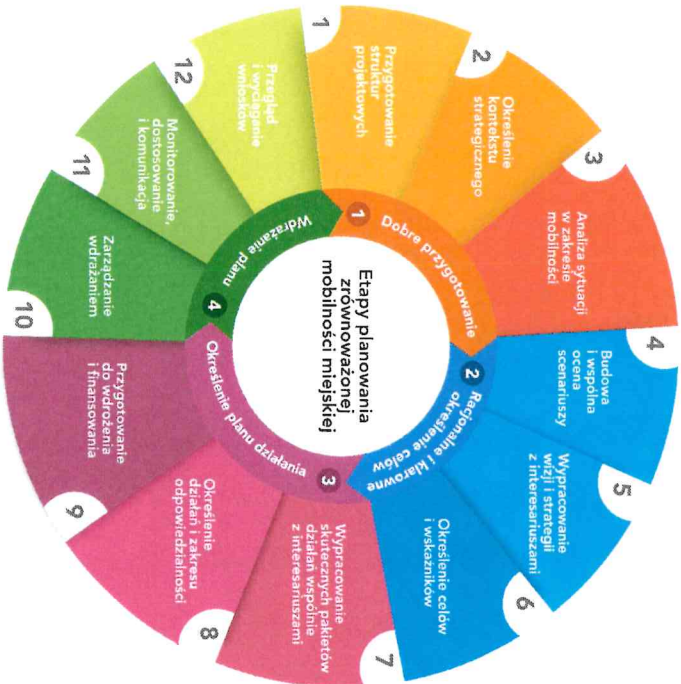 Etapy planowania
zrównoważonej
mobilności miejskiej
1
Dobre przygotowanie
2
Racjonalne i klarowne
określenie celów
3
Określenie planu działania
4
Wdrażanie planu
1
Przygotowanie
struktur
projektowych
2
Określenie
kontekstu
strategicznego
3
Analiza sytuacji
w zakresie
mobilności
4
Budowa
i wspólna
ocena
scenariuszy
5
Wypracowanie
wizji i strategii
z interesariuszami
6
Określenie celów
i wskaźników
7
Wypracowanie
skutecznych pakietów
działań wspólnie
z interesariuszami
8
Określenie
działań i zakresu
odpowiedzialności
9
Przygotowanie
do wdrożenia
i finansowania
10
Zarządzanie
wdrażaniem
11
Monitorowanie,
dostosowanie
i komunikacja
12
Przegląd
i wyciąganie
wniosków